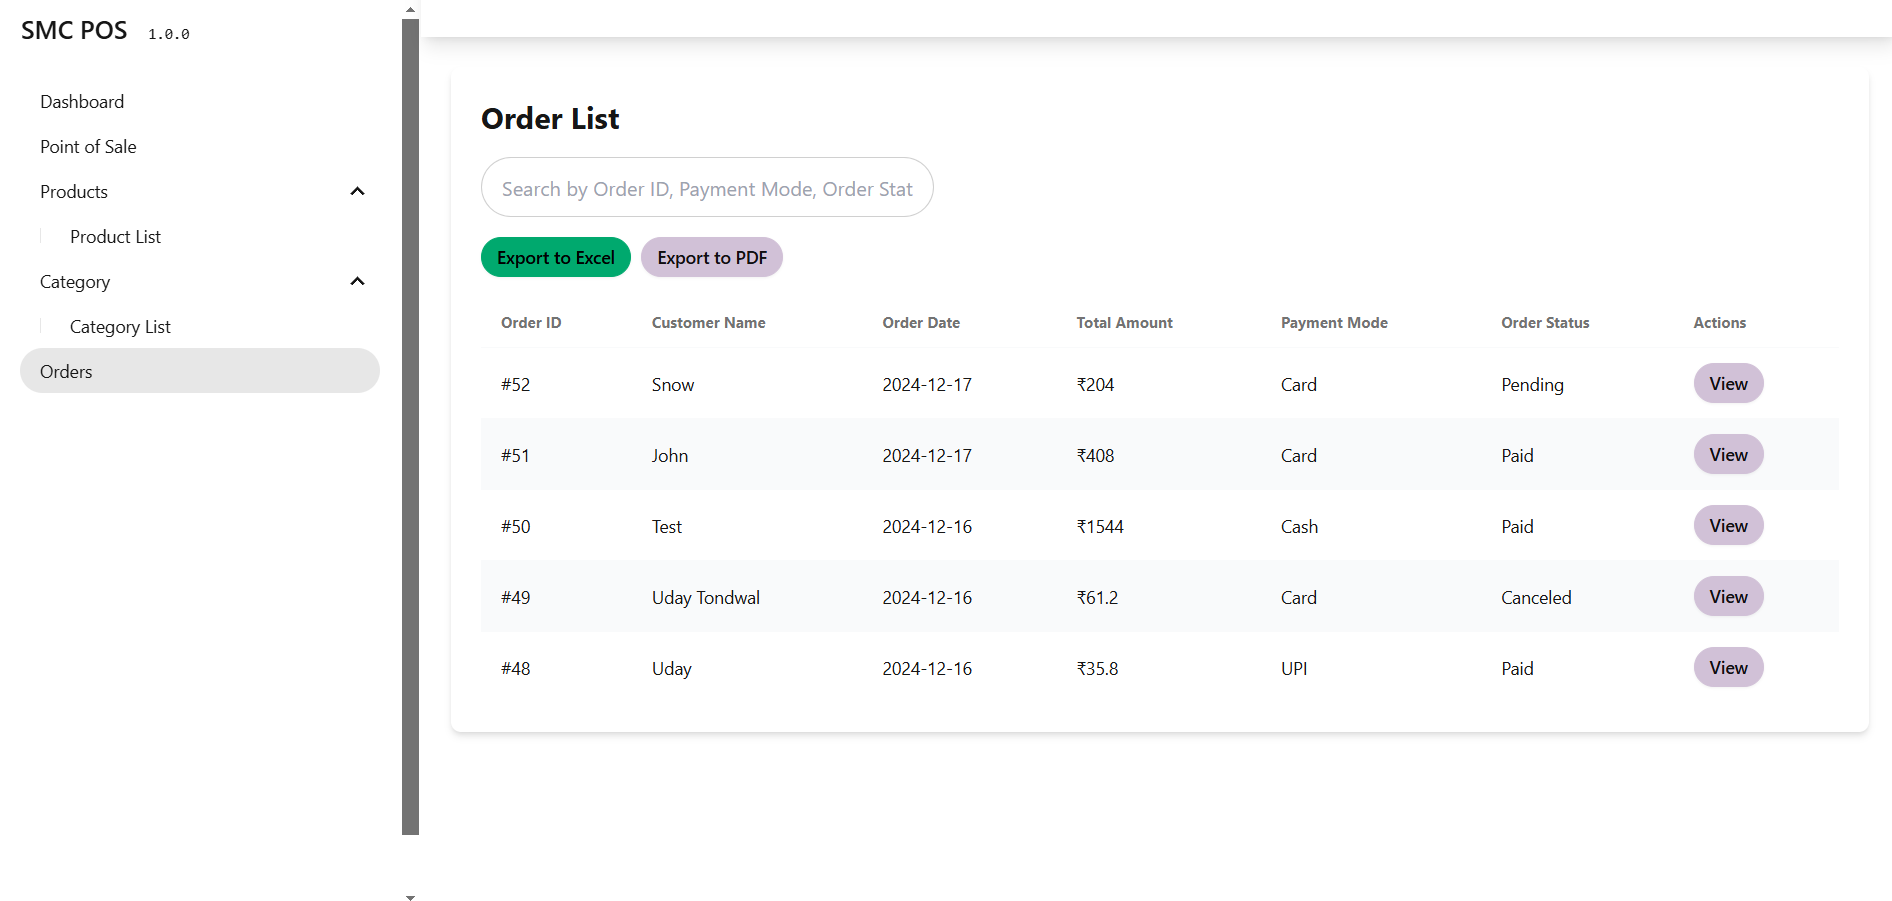 SMC POS 1.0.0
Dashboard
Point of Sale
Products
Product List
Category
Category List
Orders
Order List
Search by Order ID, Payment Mode, Order Stat
Export to Excel Export to PDF
Order ID Customer Name Order Date Total Amount Payment Mode Order Status Actions
#52 Snow 2024-12-17 ₹204 Card Pending View
#51 John 2024-12-17 ₹408 Card Paid View
#50 Test 2024-12-16 ₹1544 Cash Paid View
#49 Uday Tondwal 2024-12-16 ₹61.2 Card Canceled View
#48 Uday 2024-12-16 ₹35.8 UPI Paid View